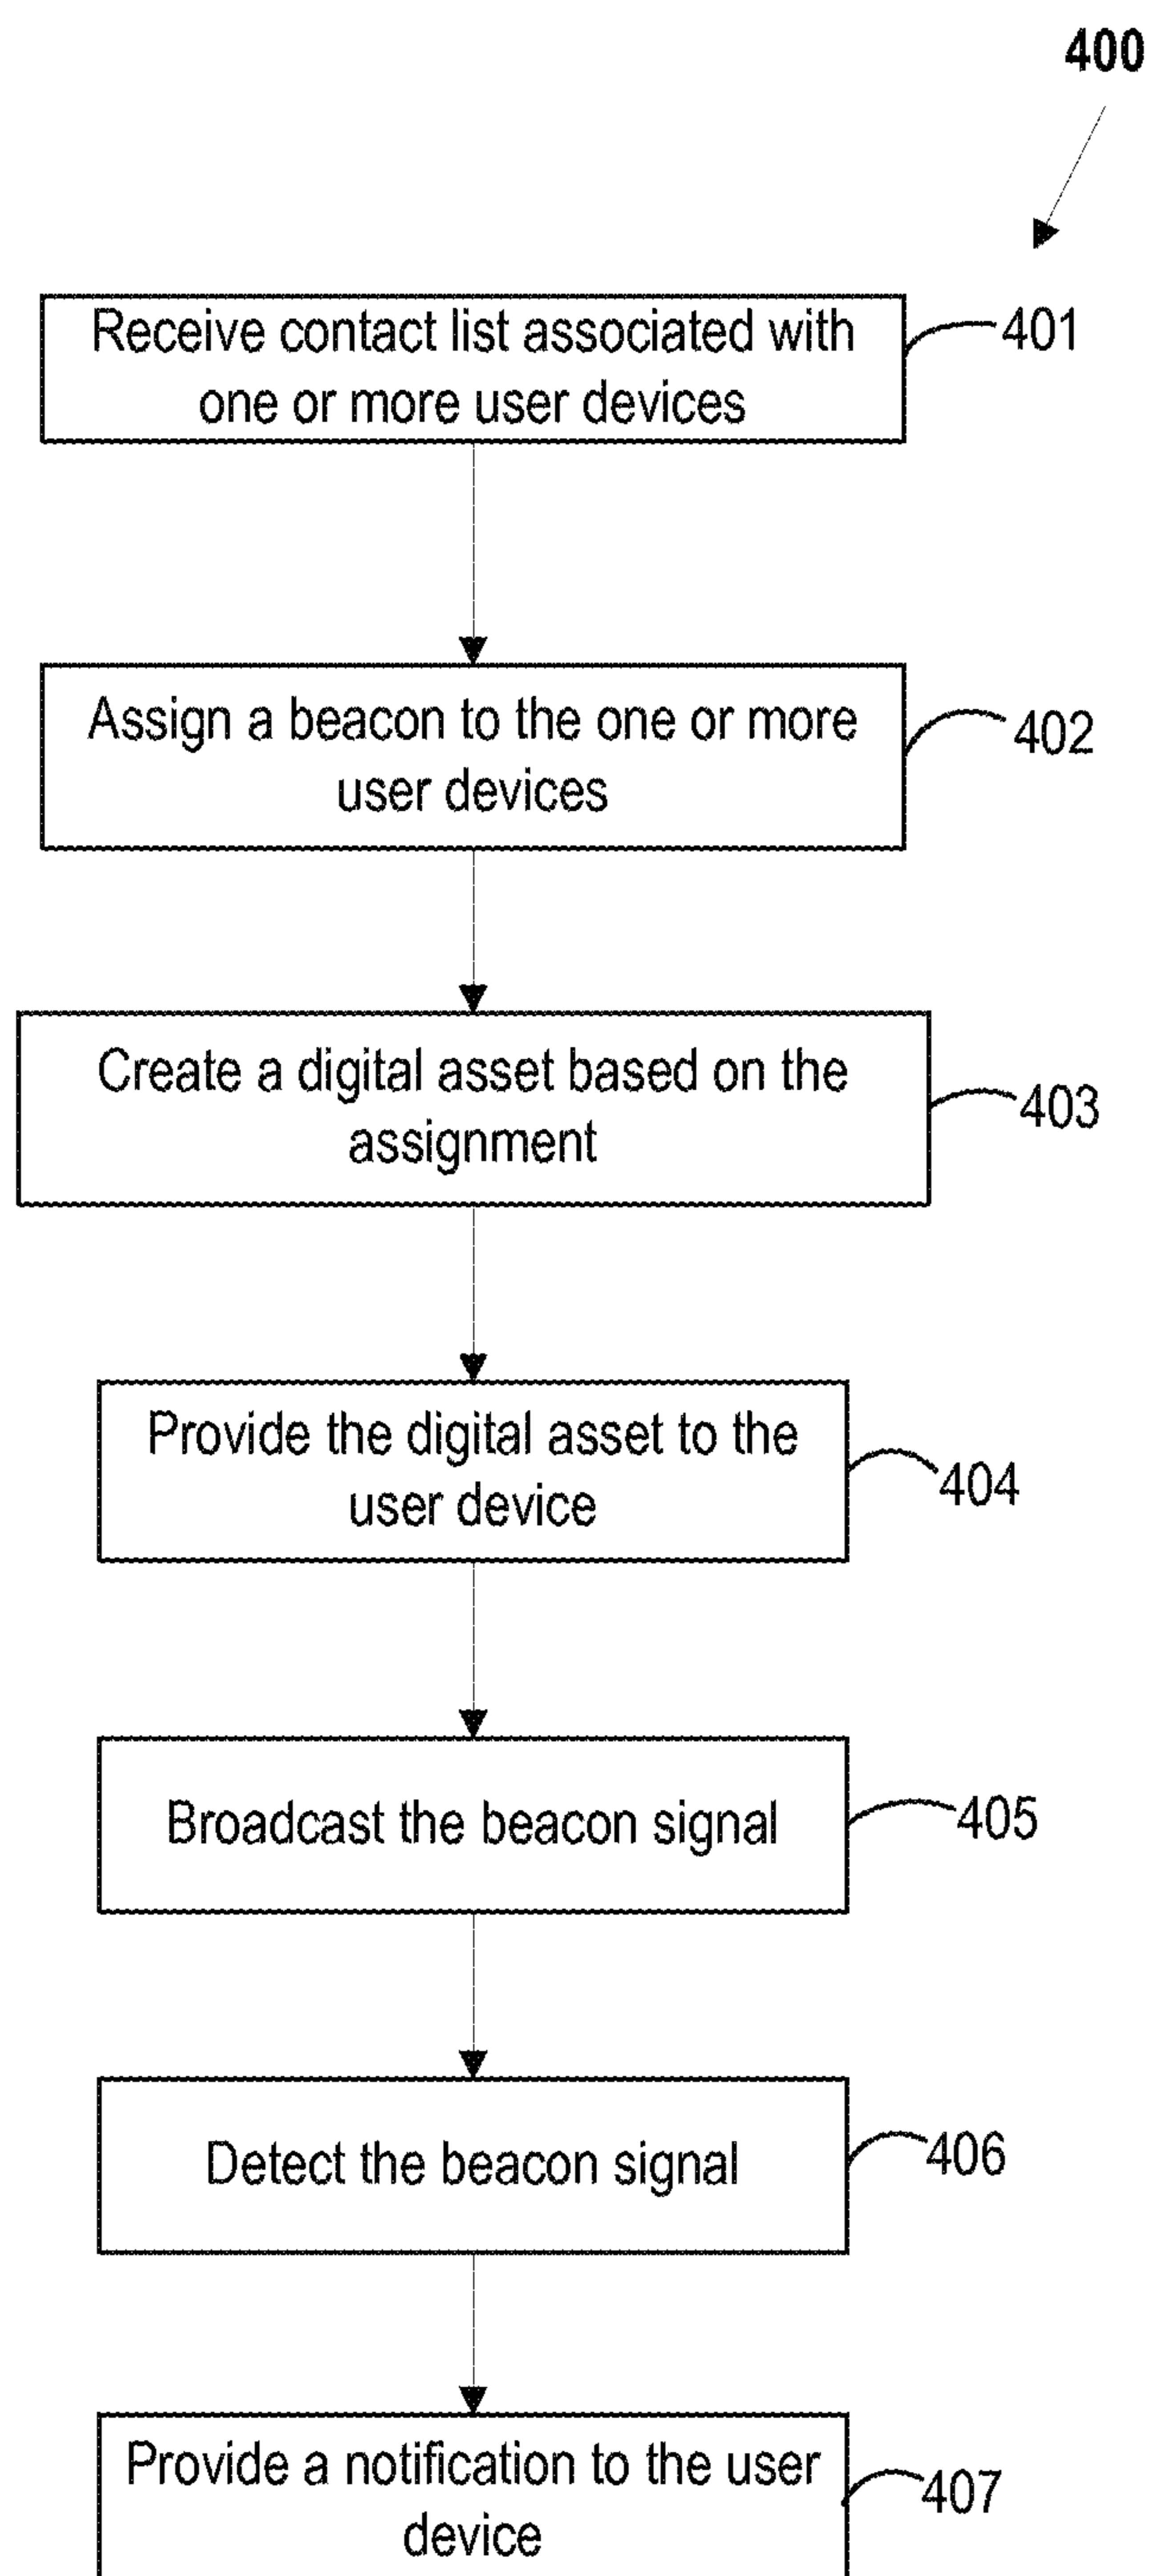 400
Receive contact list associated with
one or more user devices
401
Assign a beacon to the one or more
user devices
402
Create a digital asset based on the
assignment
403
Provide the digital asset to the
user device
404
Broadcast the beacon signal
405
Detect the beacon signal
406
Provide a notification to the user
device
407